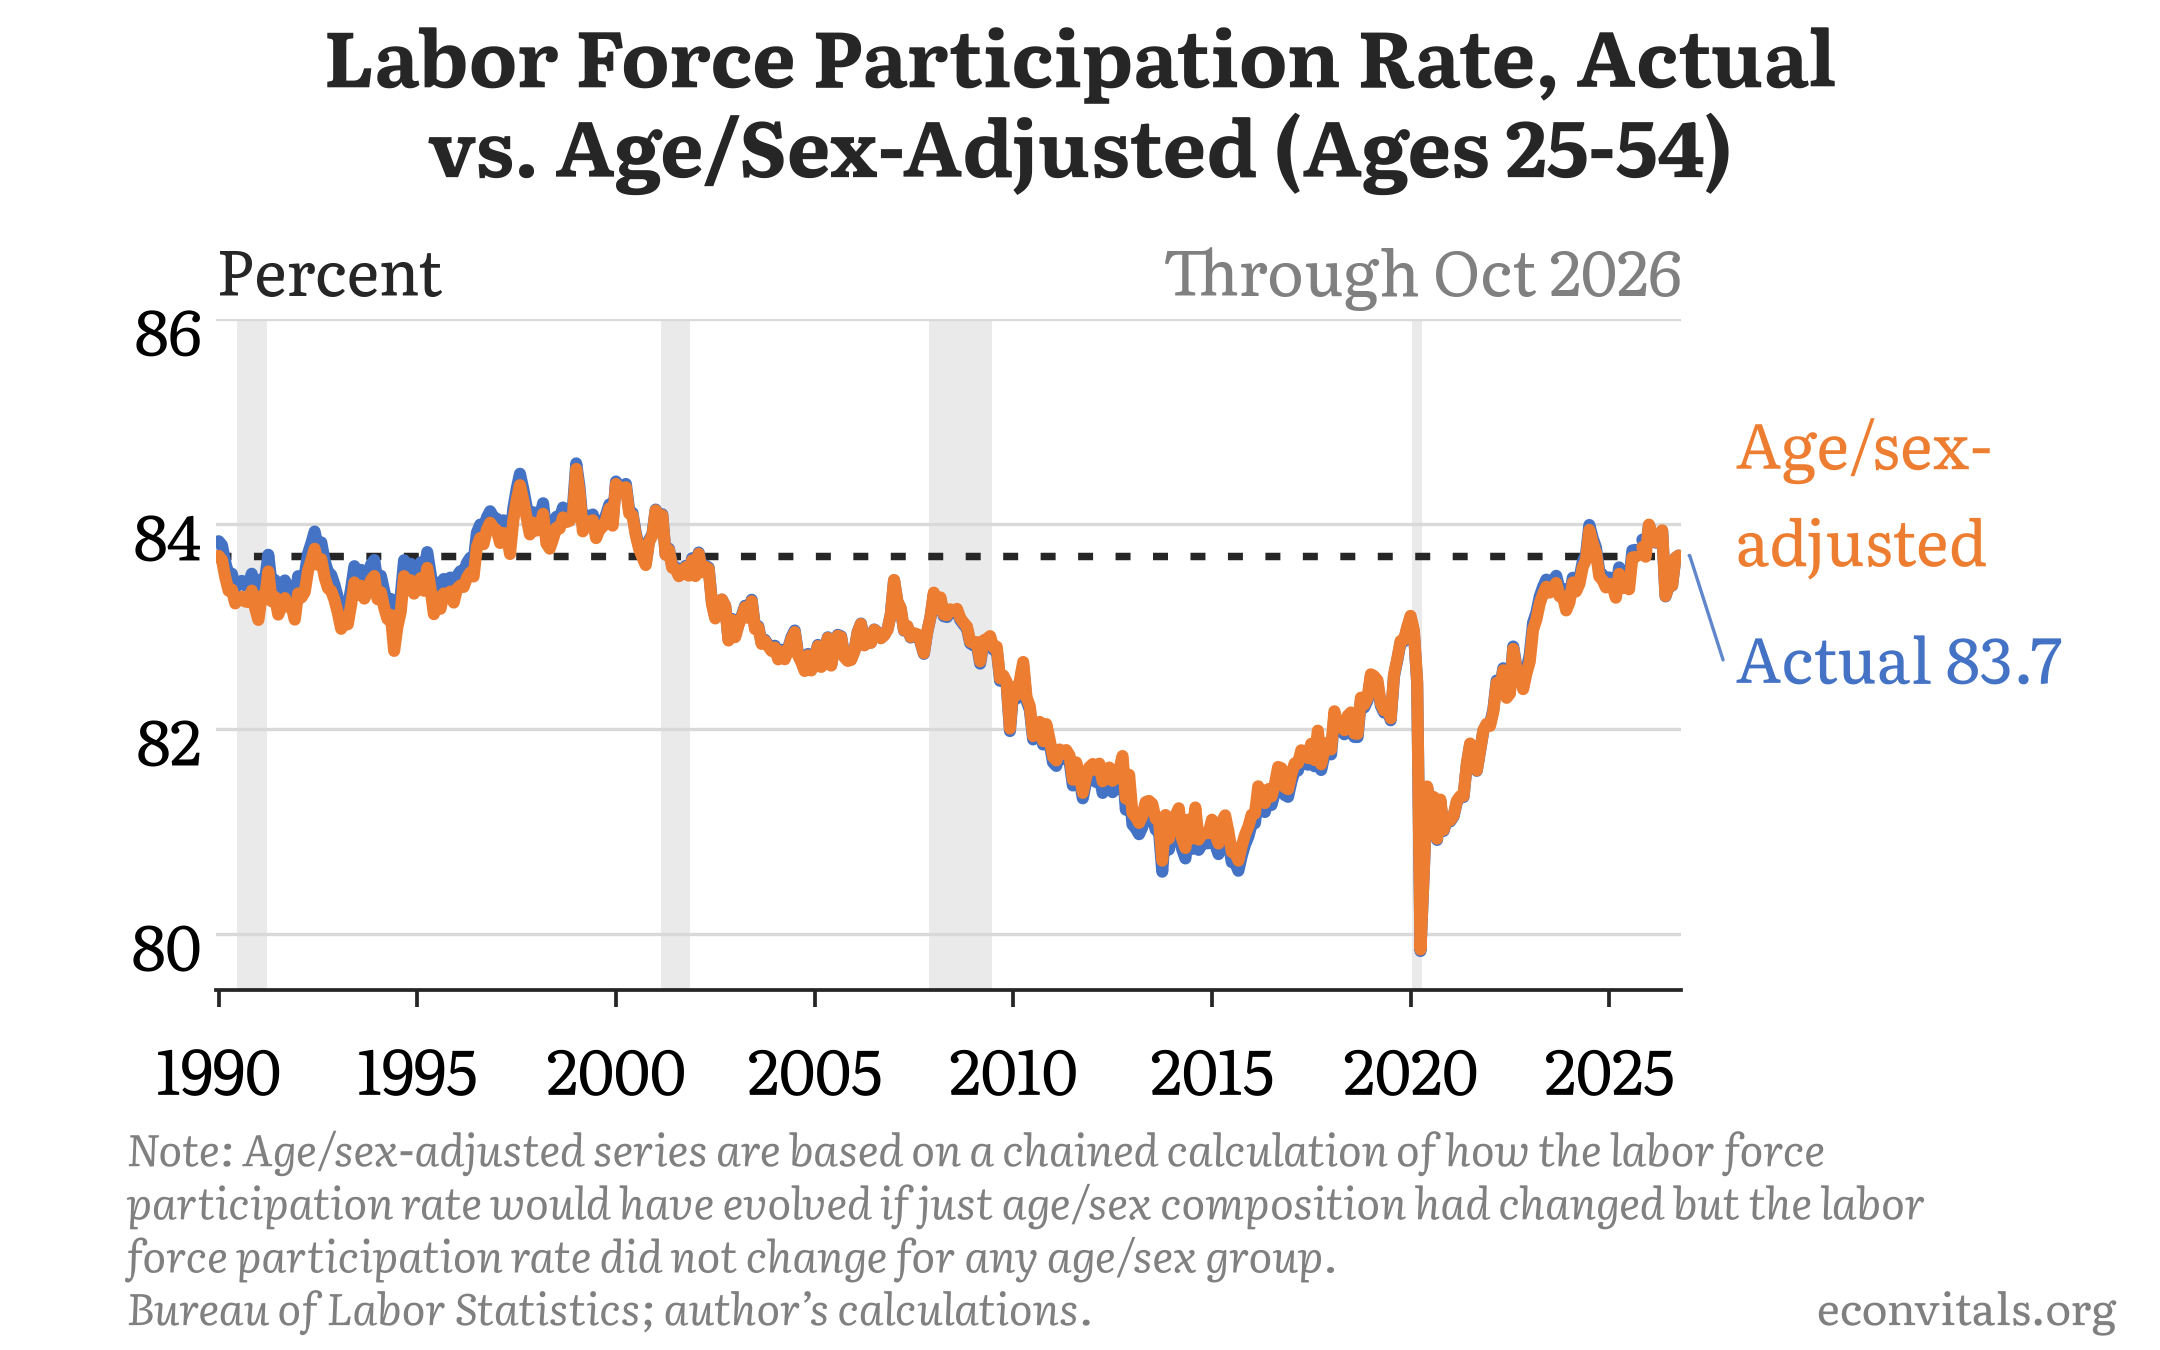 Labor Force Participation Rate, Actual
vs. Age/Sex-Adjusted (Ages 25-54)
Percent
Through Oct 2026
86
84
82
80
Age/sex-
adjusted
Actual 83.7
1990 1995 2000 2005 2010 2015 2020 2025
Note: Age/sex-adjusted series are based on a chained calculation of how the labor force
participation rate would have evolved if just age/sex composition had changed but the labor
force participation rate did not change for any age/sex group.
Bureau of Labor Statistics; author’s calculations.
econvitals.org